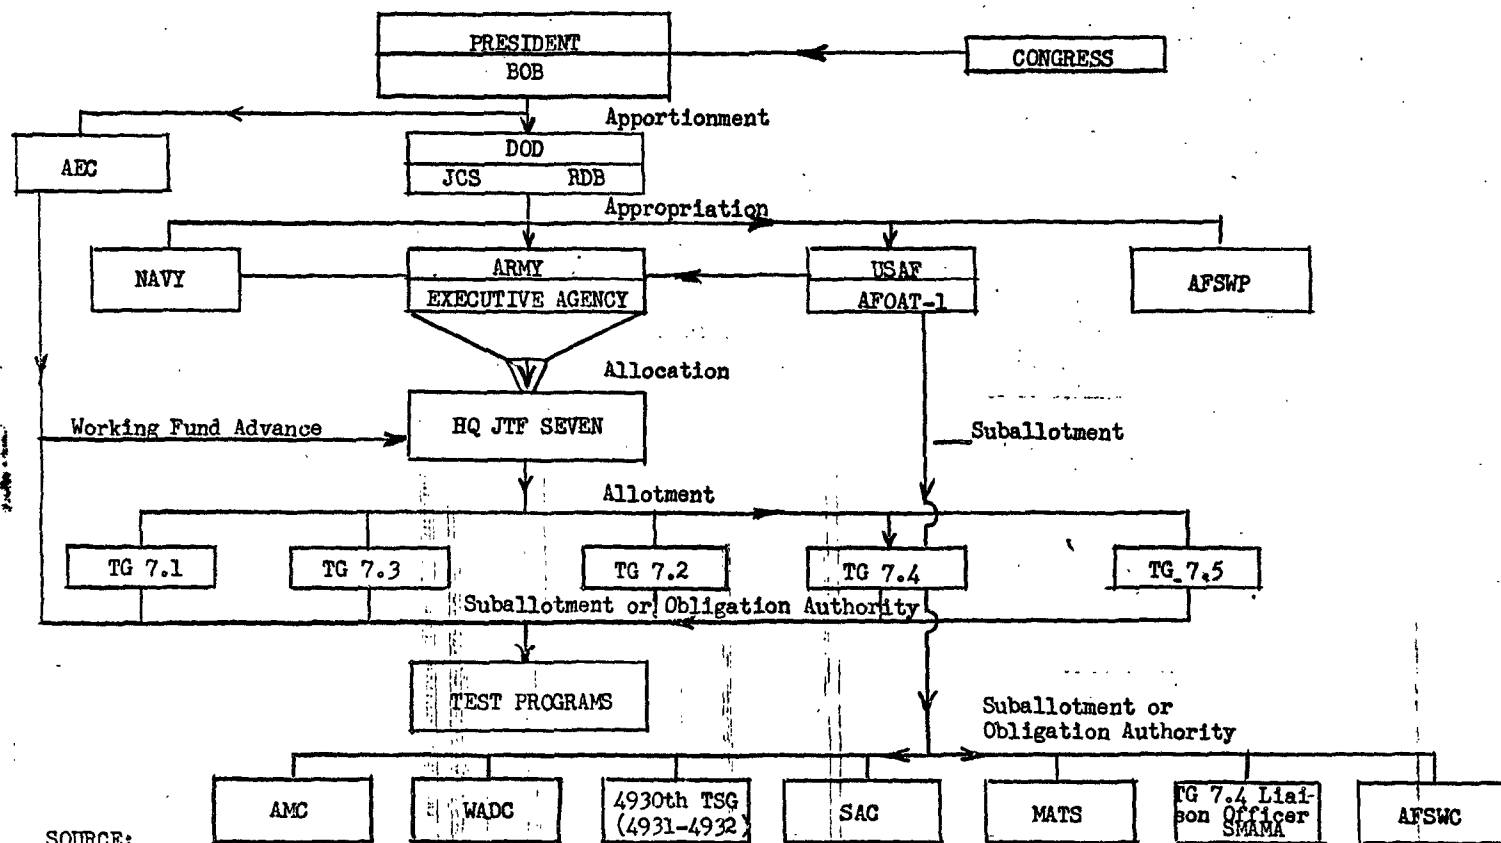 PRESIDENT
BOB
CONGRESS
Apportionment
AEC
DOD
JCS RDB
Appropriation
NAVY
ARMY
EXECUTIVE AGENCY
USAF
AFOAT-1
AFSWP
Allocation
Working Fund Advance
HQ JTF SEVEN
Suballotment
Allotment
TG 7.1
TG 7.3
TG 7.2
TG 7.4
TG 7.5
Suballotment or Obligation Authority
TEST PROGRAMS
Suballotment or
Obligation Authority
AMC
WADC
4930th TSG
(4931-4932)
SAC
MATS
TG 7.4 Liai-
son Officer
SMAMA
AFSWC
SOURCE: